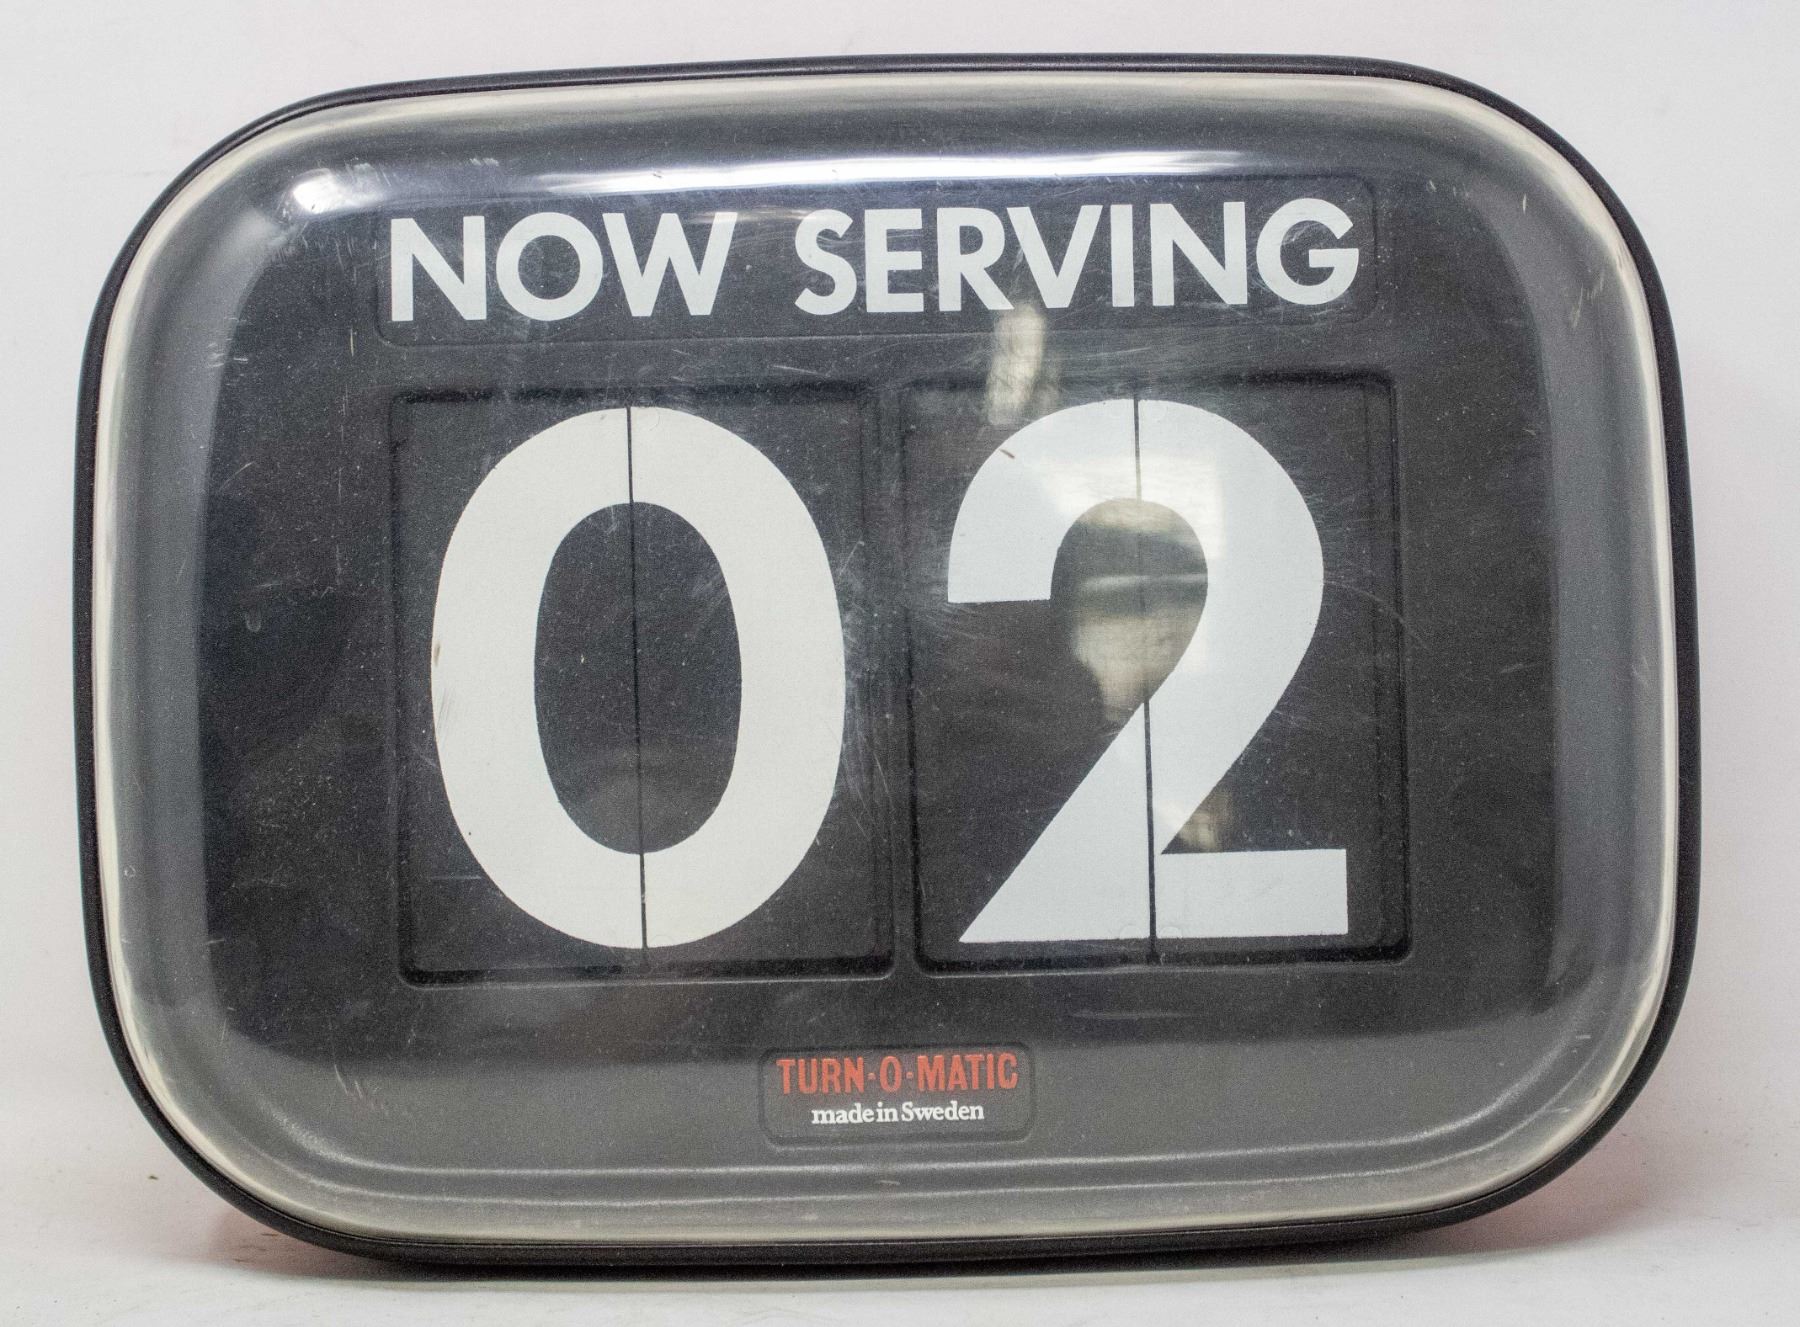 NOW SERVING
02
TURN·O·MATIC
made in Sweden